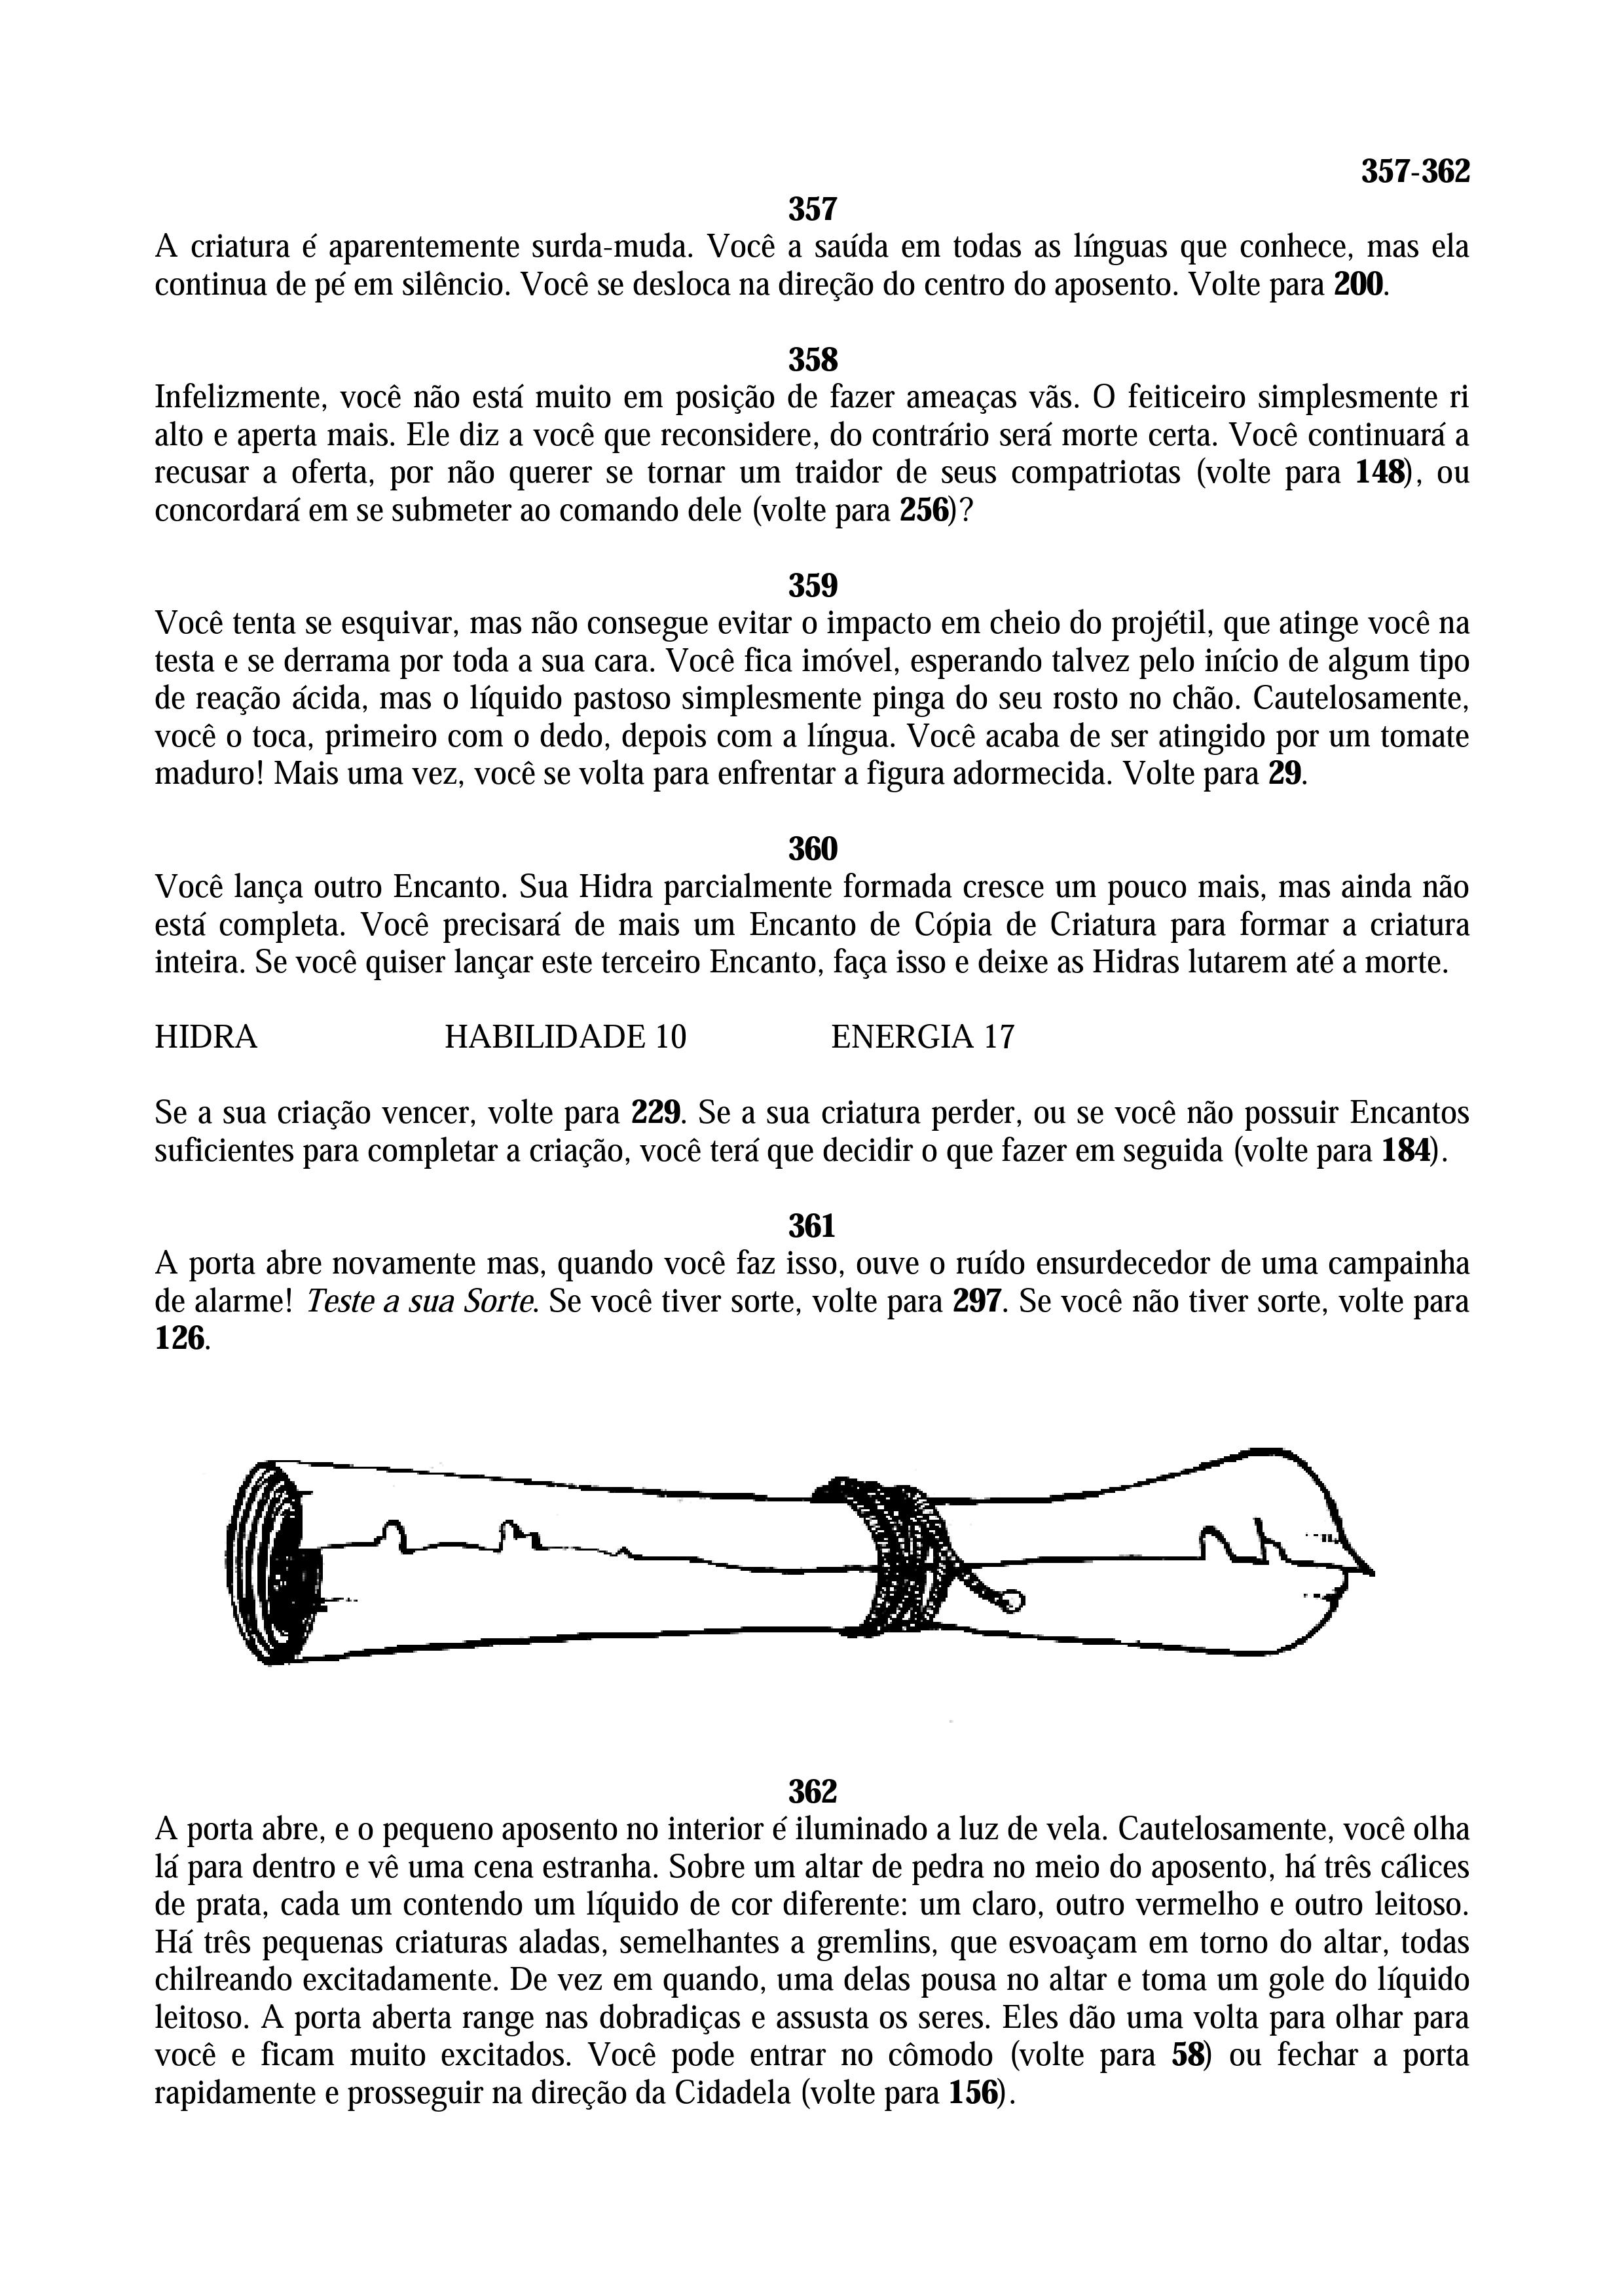 357-362
357
A criatura é aparentemente surda-muda. Você a saúda em todas as línguas que conhece, mas ela
continua de pé em silêncio. Você se desloca na direção do centro do aposento. Volte para 200.
358
Infelizmente, você não está muito em posição de fazer ameaças vãs. O feiticeiro simplesmente ri
alto e aperta mais. Ele diz a você que reconsidere, do contrário será morte certa. Você continuará a
recusar a oferta, por não querer se tornar um traidor de seus compatriotas (volte para 148), ou
concordará em se submeter ao comando dele (volte para 256)?
359
Você tenta se esquivar, mas não consegue evitar o impacto em cheio do projétil, que atinge você na
testa e se derrama por toda a sua cara. Você fica imóvel, esperando talvez pelo início de algum tipo
de reação ácida, mas o líquido pastoso simplesmente pinga do seu rosto no chão. Cautelosamente,
você o toca, primeiro com o dedo, depois com a língua. Você acaba de ser atingido por um tomate
maduro! Mais uma vez, você se volta para enfrentar a figura adormecida. Volte para 29.
360
Você lança outro Encanto. Sua Hidra parcialmente formada cresce um pouco mais, mas ainda não
está completa. Você precisará de mais um Encanto de Cópia de Criatura para formar a criatura
inteira. Se você quiser lançar este terceiro Encanto, faça isso e deixe as Hidras lutarem até a morte.
HIDRA HABILIDADE 10 ENERGIA 17
Se a sua criação vencer, volte para 229. Se a sua criatura perder, ou se você não possuir Encantos
suficientes para completar a criação, você terá que decidir o que fazer em seguida (volte para 184).
361
A porta abre novamente mas, quando você faz isso, ouve o ruído ensurdecedor de uma campainha
de alarme! Teste a sua Sorte. Se você tiver sorte, volte para 297. Se você não tiver sorte, volte para
126.
362
A porta abre, e o pequeno aposento no interior é iluminado a luz de vela. Cautelosamente, você olha
lá para dentro e vê uma cena estranha. Sobre um altar de pedra no meio do aposento, há três cálices
de prata, cada um contendo um líquido de cor diferente: um claro, outro vermelho e outro leitoso.
Há três pequenas criaturas aladas, semelhantes a gremlins, que esvoaçam em torno do altar, todas
chilreando excitadamente. De vez em quando, uma delas pousa no altar e toma um gole do líquido
leitoso. A porta aberta range nas dobradiças e assusta os seres. Eles dão uma volta para olhar para
você e ficam muito excitados. Você pode entrar no cômodo (volte para 58) ou fechar a porta
rapidamente e prosseguir na direção da Cidadela (volte para 156).